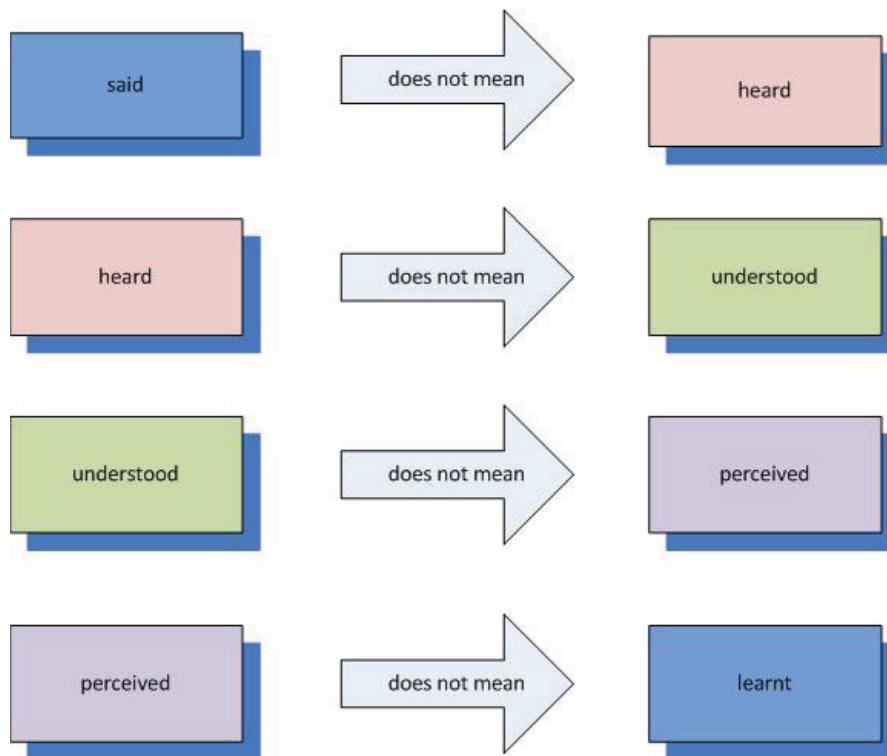 said
does not mean
heard
heard
does not mean
understood
understood
does not mean
perceived
perceived
does not mean
learnt